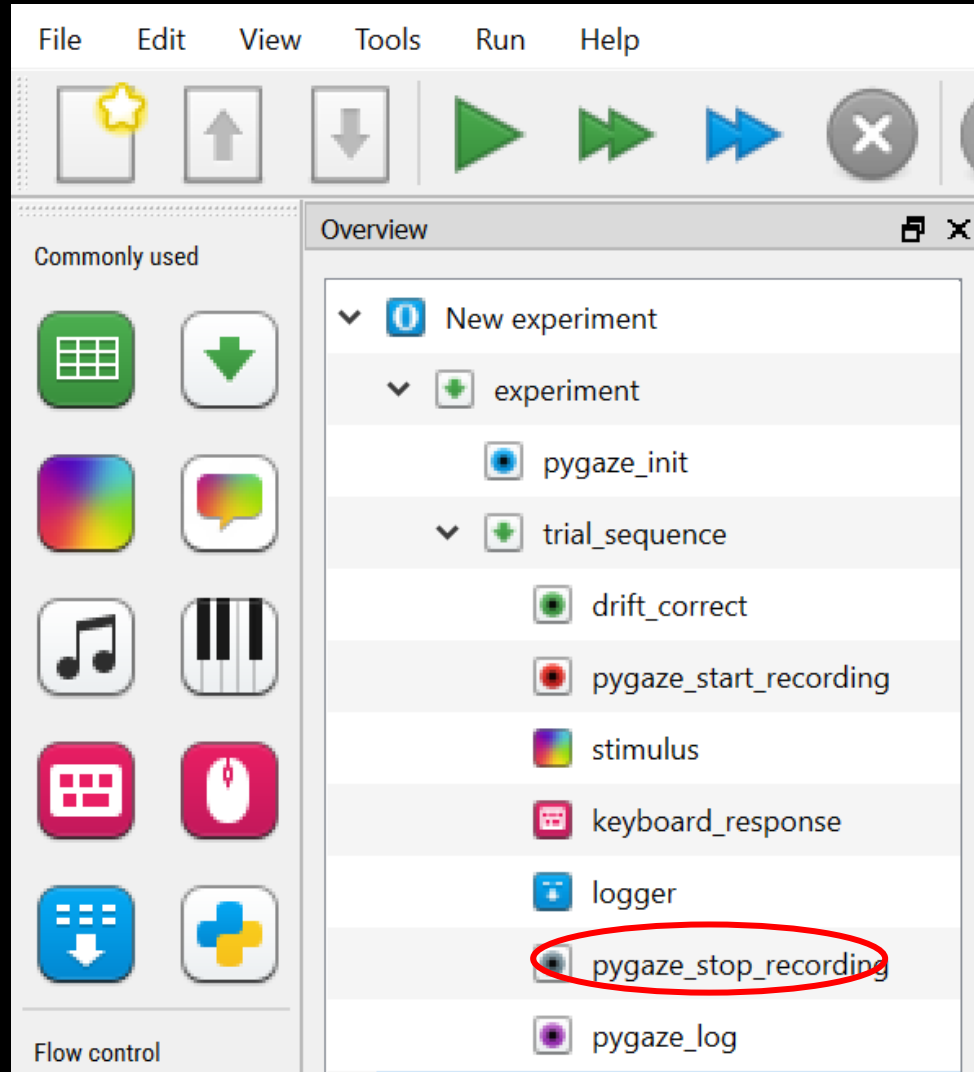 File Edit View Tools Run Help
Overview
Commonly used
New experiment
experiment
pygaze_init
trial_sequence
drift_correct
pygaze_start_recording
stimulus
keyboard_response
logger
pygaze_stop_recording
pygaze_log
Flow control